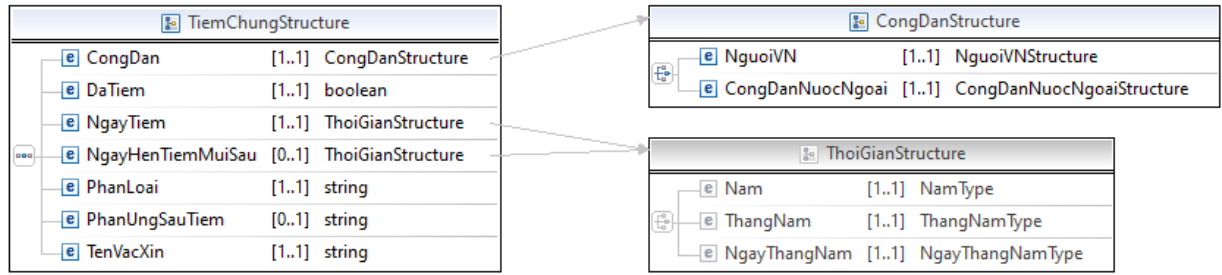 TiemChungStructure
e CongDan [1..1] CongDanStructure
e DaTiem [1..1] boolean
e NgayTiem [1..1] ThoiGianStructure
e NgayHenTiemMuiSau [0..1] ThoiGianStructure
e PhanLoai [1..1] string
e PhanUngSauTiem [0..1] string
e TenVacXin [1..1] string
CongDanStructure
e NguoiVN [1..1] NguoiVNStructure
e CongDanNuocNgoai [1..1] CongDanNuocNgoaiStructure
ThoiGianStructure
e Nam [1..1] NamType
e ThangNam [1..1] ThangNamType
e NgayThangNam [1..1] NgayThangNamType